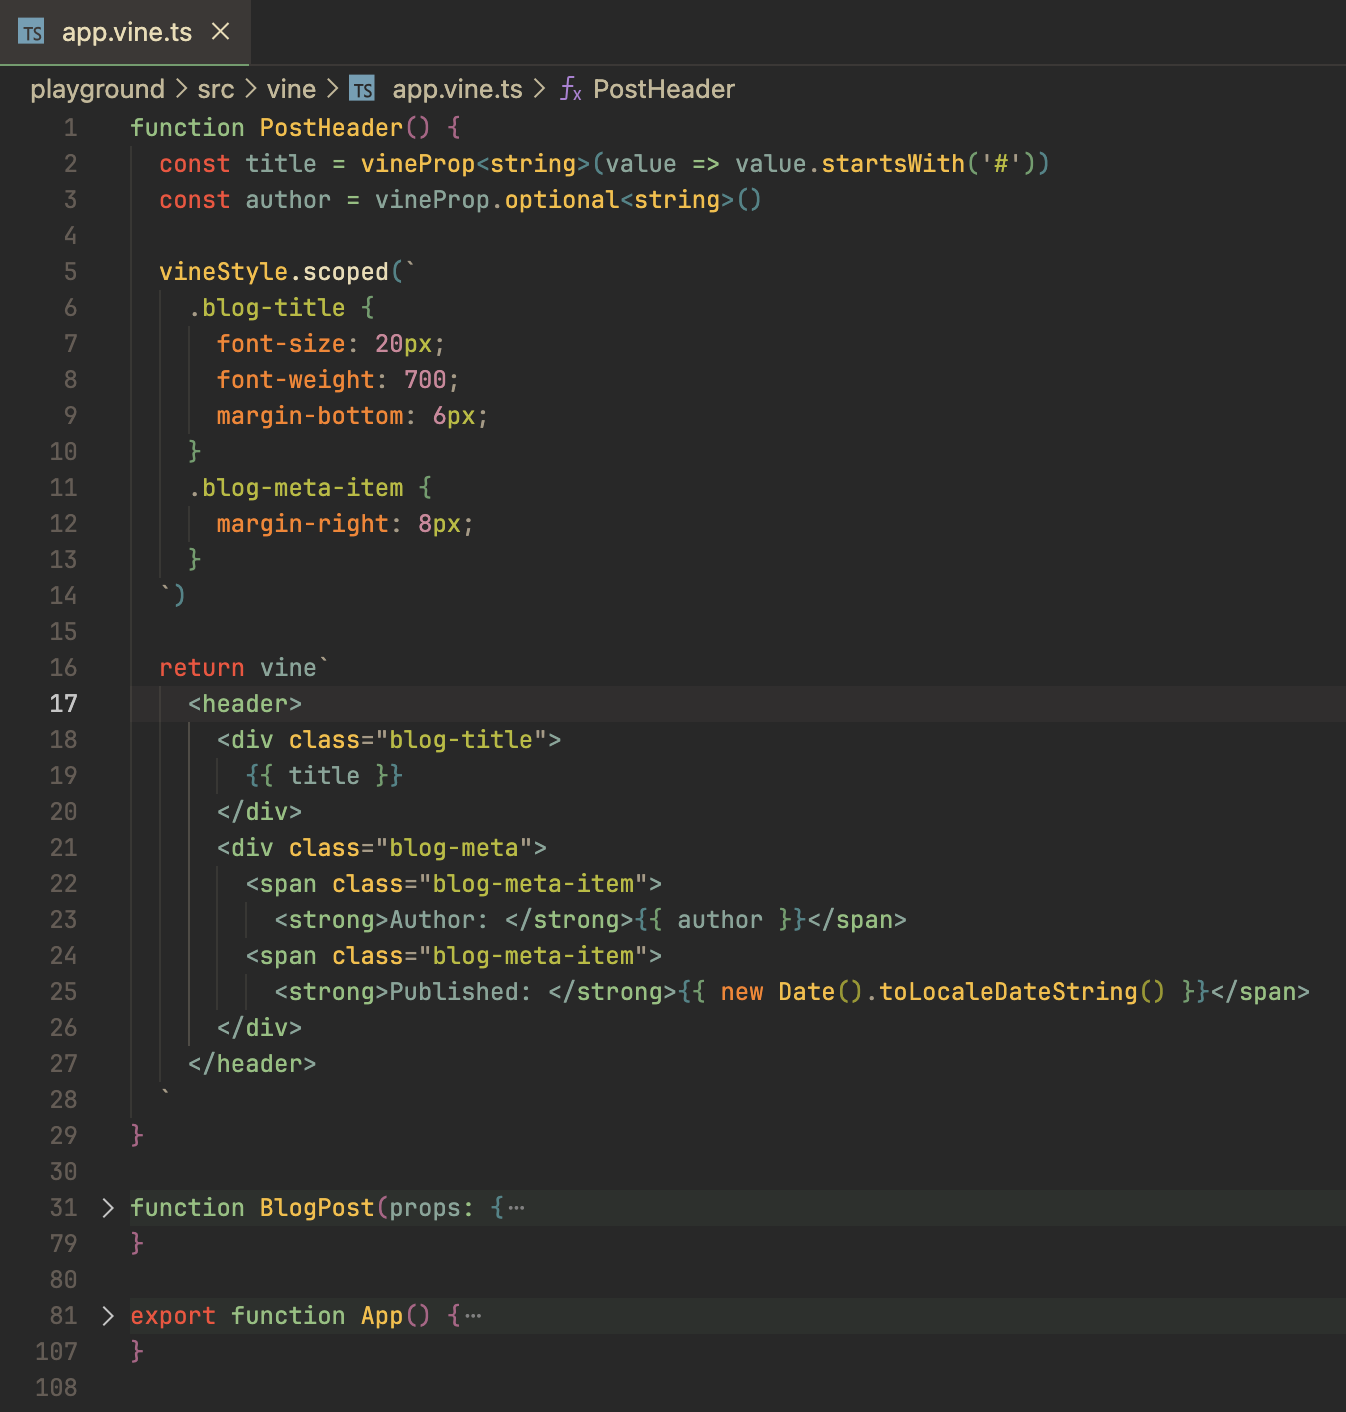 TS app.vine.ts
playground > src > vine > TS app.vine.ts > fx PostHeader
1 function PostHeader() {
2   const title = vineProp<string>(value => value.startsWith('#'))
3   const author = vineProp.optional<string>()
4
5   vineStyle.scoped(`
6     .blog-title {
7       font-size: 20px;
8       font-weight: 700;
9       margin-bottom: 6px;
10     }
11     .blog-meta-item {
12       margin-right: 8px;
13     }
14   `)
15
16   return vine`
17     <header>
18       <div class="blog-title">
19         {{ title }}
20       </div>
21       <div class="blog-meta">
22         <span class="blog-meta-item">
23           <strong>Author: </strong>{{ author }}</span>
24         <span class="blog-meta-item">
25           <strong>Published: </strong>{{ new Date().toLocaleDateString() }}</span>
26       </div>
27     </header>
28   `
29 }
30
31 > function BlogPost(props: {···
79 }
80
81 > export function App() {···
107 }
108